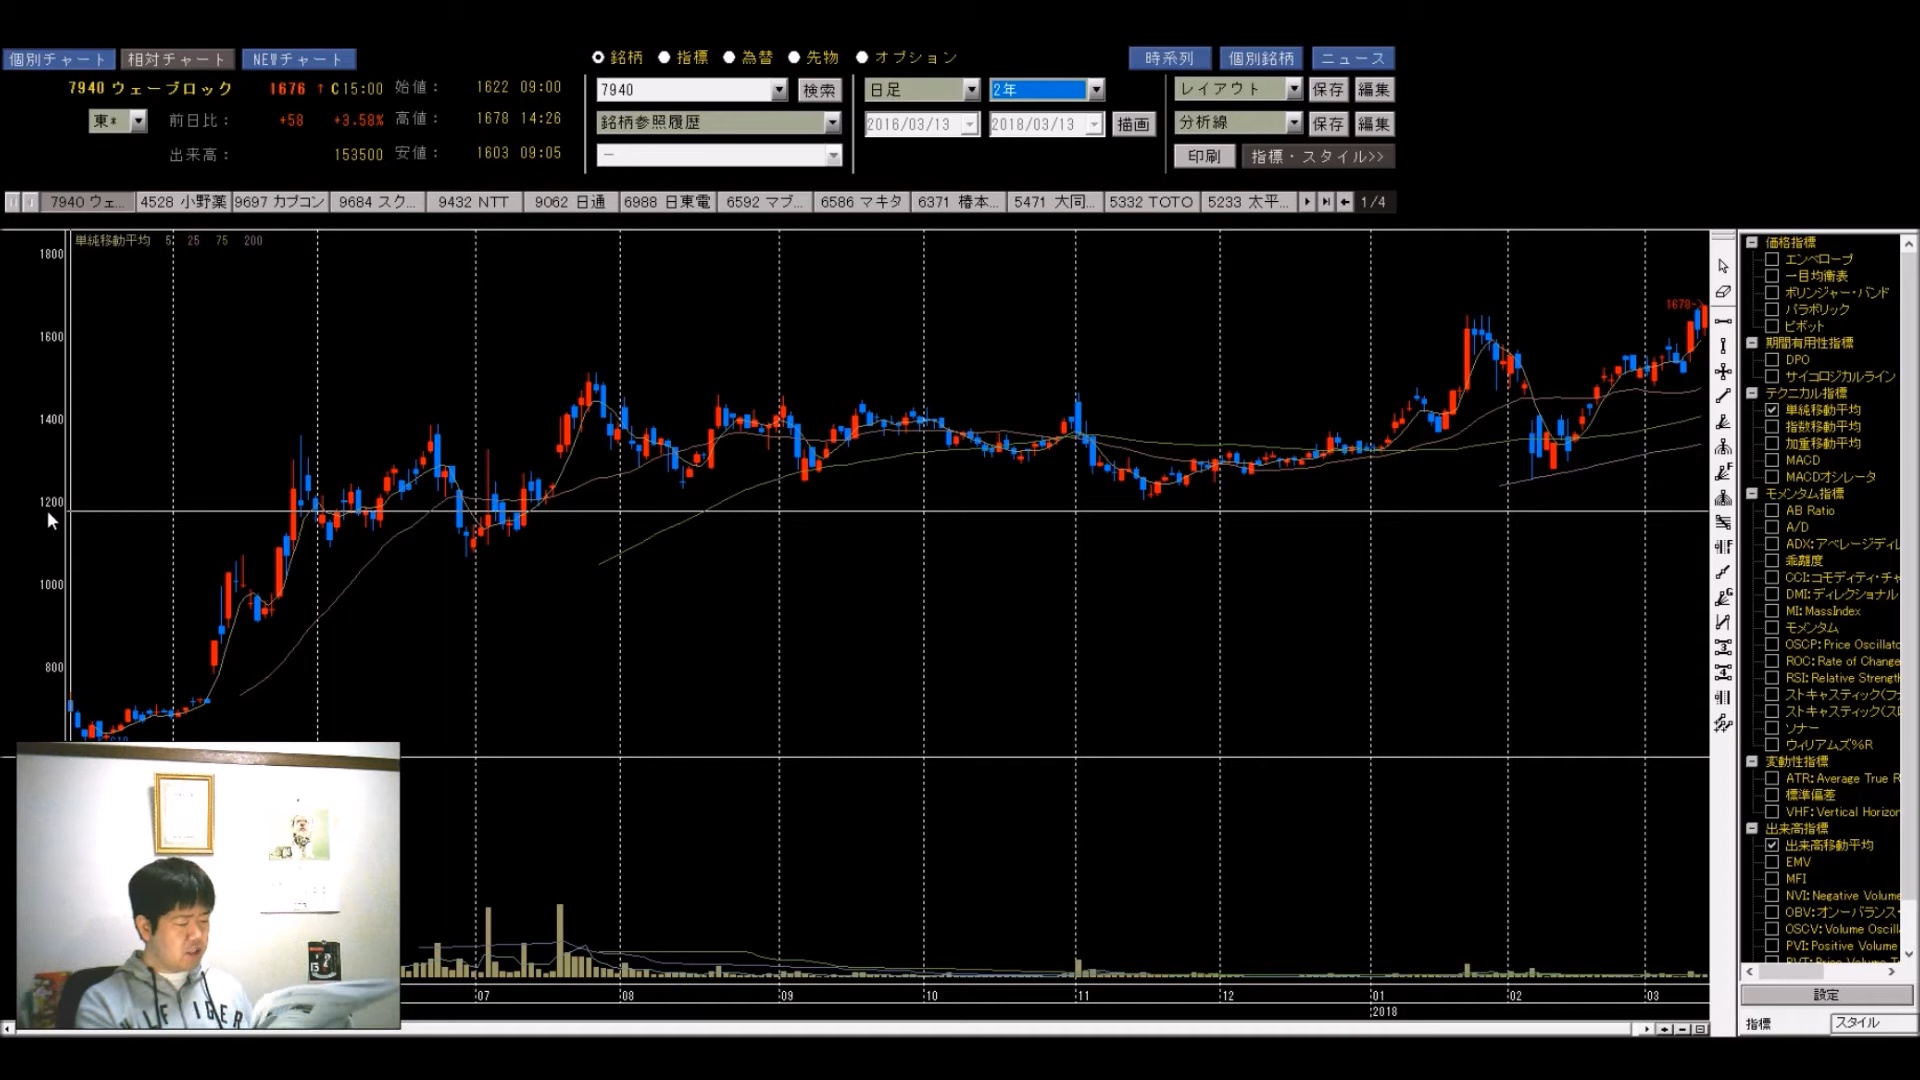 個別チャート 相対チャート NEWチャート
銘柄 指標 為替 先物 オプション
時系列 個別銘柄 ニュース
7940 ウェーブロック 1676 ↑ C15:00 始値： 1622 09:00
東* 前日比： +58 +3.58% 高値： 1678 14:26
出来高： 153500 安値： 1603 09:05
7940 検索
銘柄参照履歴
―
日足 2年
2016/03/13 2018/03/13 描画
レイアウト 保存 編集
分析線 保存 編集
印刷 指標・スタイル>>
7940 ウェ... 4528 小野薬 9697 カプコン 9684 スク... 9432 NTT 9062 日通 6988 日東電 6592 マブ... 6586 マキタ 6371 椿本... 5471 大同... 5332 TOTO 5233 太平... 1/4
単純移動平均 5 25 75 200
1800
1600
1400
1200
1000
800
1678→
07 08 09 10 11 12 01 02 03
2018
価格指標
エンベロープ
一目均衡表
ボリンジャー・バンド
パラボリック
ピボット
期間有用性指標
DPO
サイコロジカルライン
テクニカル指標
単純移動平均
指数移動平均
加重移動平均
MACD
MACDオシレータ
モメンタム指標
AB Ratio
A/D
ADX:アベレージディレ
乖離度
CCI:コモディティ・チャ
DMI:ディレクショナル
MI:MassIndex
モメンタム
OSCP:Price Oscillato
ROC:Rate of Change
RSI:Relative Strength
ストキャスティック(ファ
ストキャスティック(スロ
ソナー
ウィリアムズ%R
変動性指標
ATR:Average True R
標準偏差
VHF:Vertical Horizon
出来高指標
出来高移動平均
EMV
MFI
NVI:Negative Volume
OBV:オンーバランス・
OSCV:Volume Oscill
PVI:Positive Volume
設定
指標 スタイル